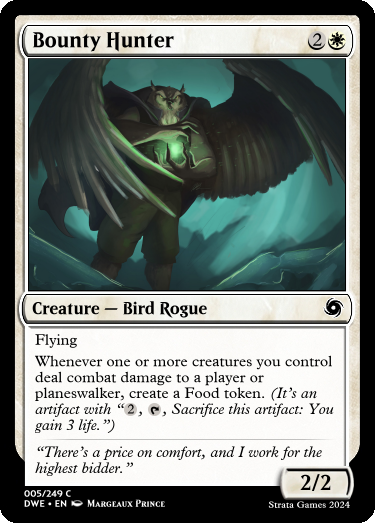 Bounty Hunter 2
Creature — Bird Rogue
Flying
Whenever one or more creatures you control
deal combat damage to a player or
planeswalker, create a Food token. (It's an
artifact with “2, , Sacrifice this artifact: You
gain 3 life.”)
“There's a price on comfort, and I work for the
highest bidder.”
2/2
005/249 C
DWE • EN Margeaux Prince
Strata Games 2024